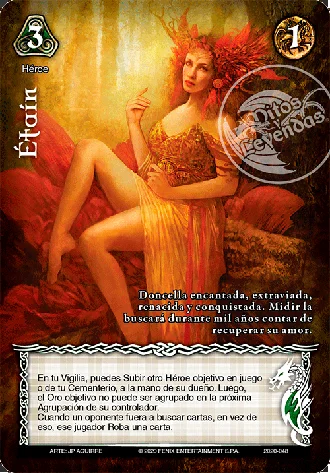 3
1
Héroe
Étaín
Mitos
y
Leyendas
Doncella encantada, extraviada,
renacida y conquistada. Midir la
buscará durante mil años con tal de
recuperar su amor.
En tu Vigilia, puedes Subir otro Héroe objetivo en juego
o de tu Cementerio, a la mano de su dueño. Luego,
el Oro objetivo no puede ser agrupado en la próxima
Agrupación de su controlador.
Cuando un oponente fuera a buscar cartas, en vez de
eso, ese jugador Roba una carta.
AGUIRRE
© 2020 FENIX ENTERTAINMENT S.P.A.